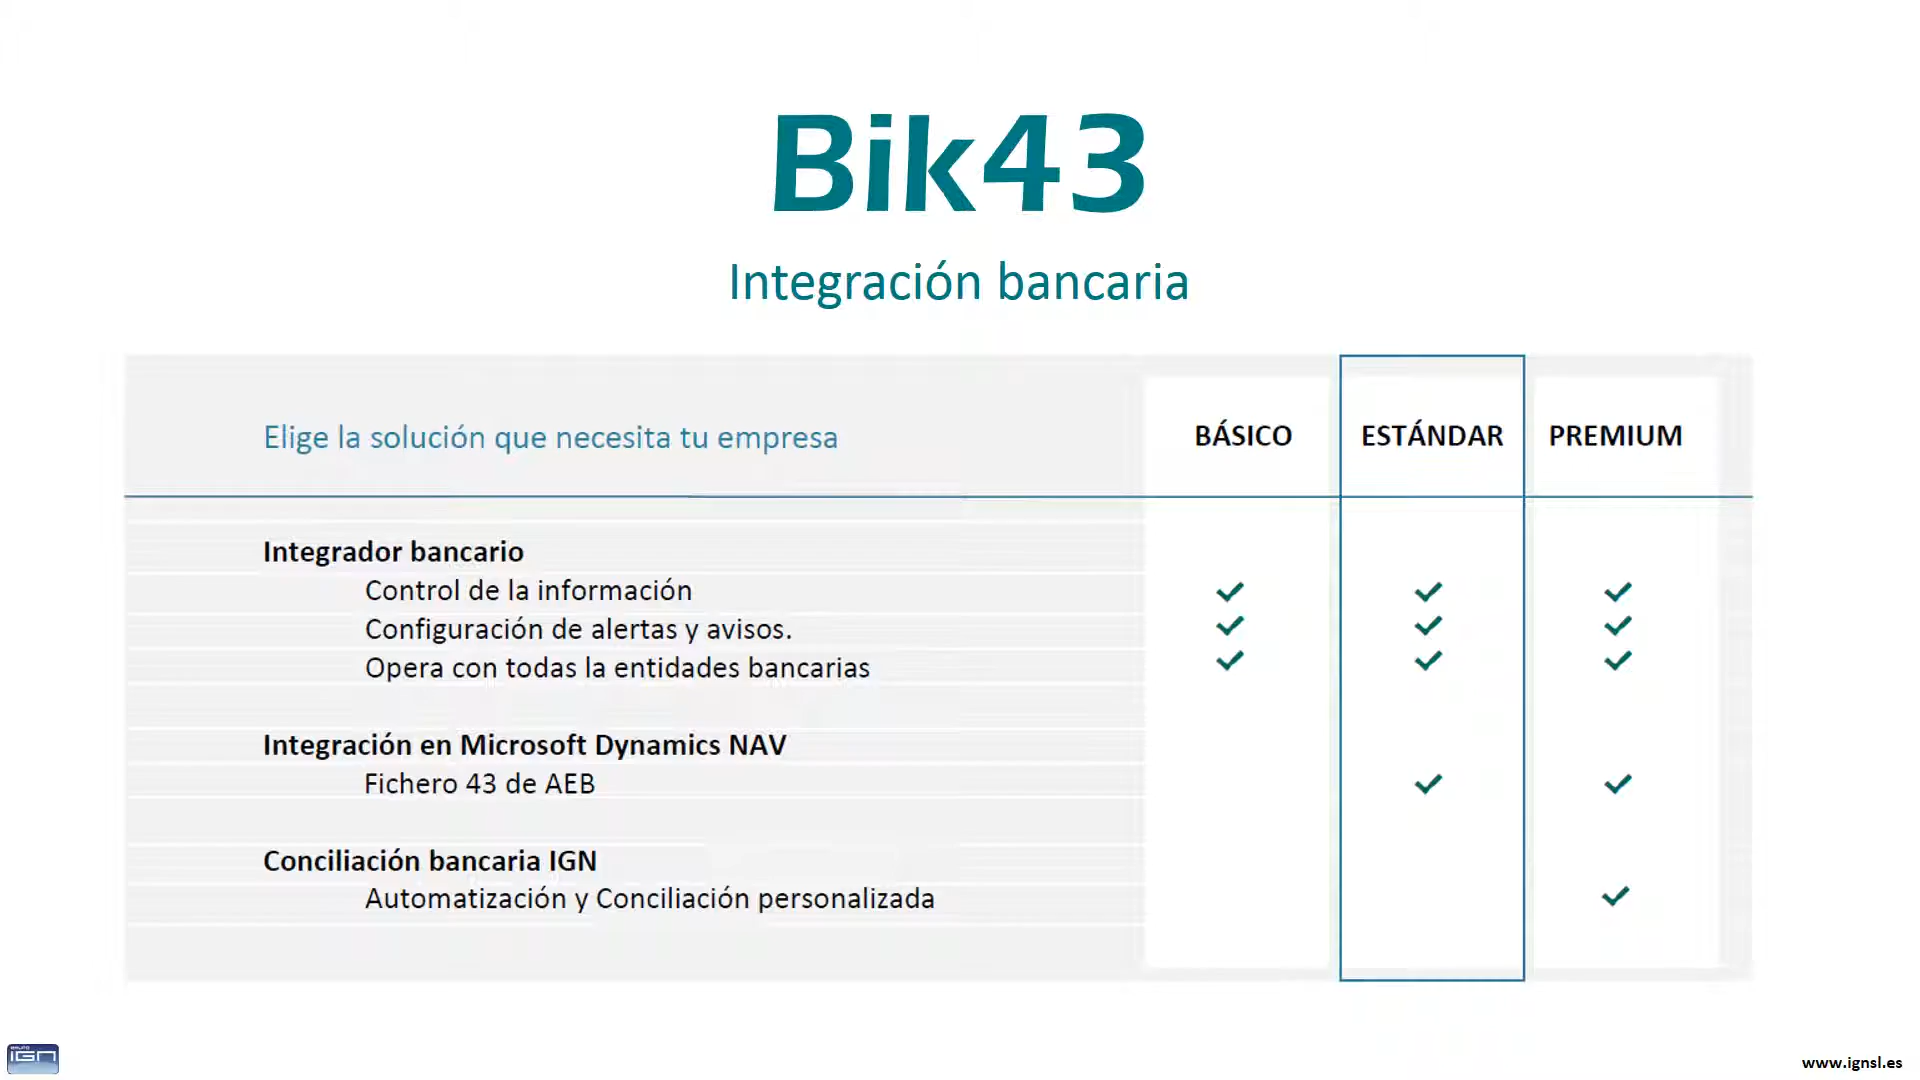 Bik43
Integración bancaria
Elige la solución que necesita tu empresa
BÁSICO
ESTÁNDAR
PREMIUM
Integrador bancario
Control de la información
Configuración de alertas y avisos.
Opera con todas la entidades bancarias
Integración en Microsoft Dynamics NAV
Fichero 43 de AEB
Conciliación bancaria IGN
Automatización y Conciliación personalizada
GRUPO
IGN
www.ignsl.es